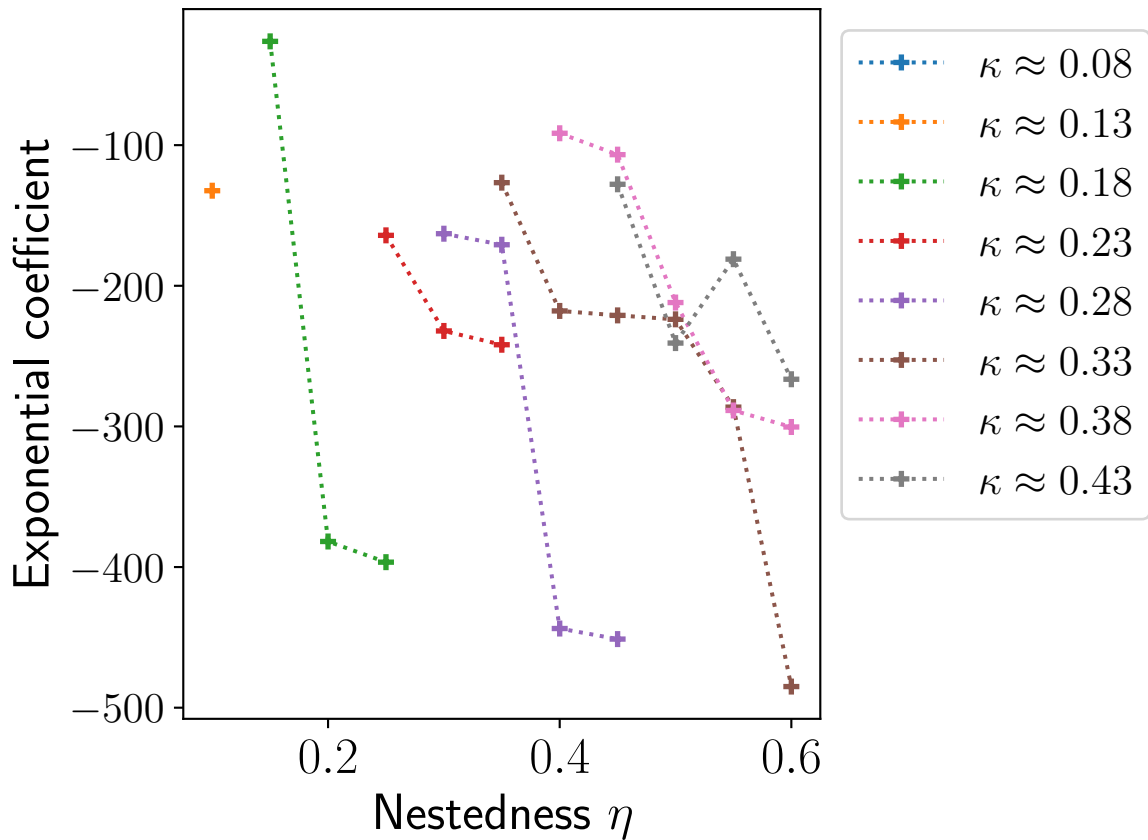 Exponential coefficient
−100
−200
−300
−400
−500
0.2
0.4
0.6
Nestedness η
κ ≈ 0.08
κ ≈ 0.13
κ ≈ 0.18
κ ≈ 0.23
κ ≈ 0.28
κ ≈ 0.33
κ ≈ 0.38
κ ≈ 0.43